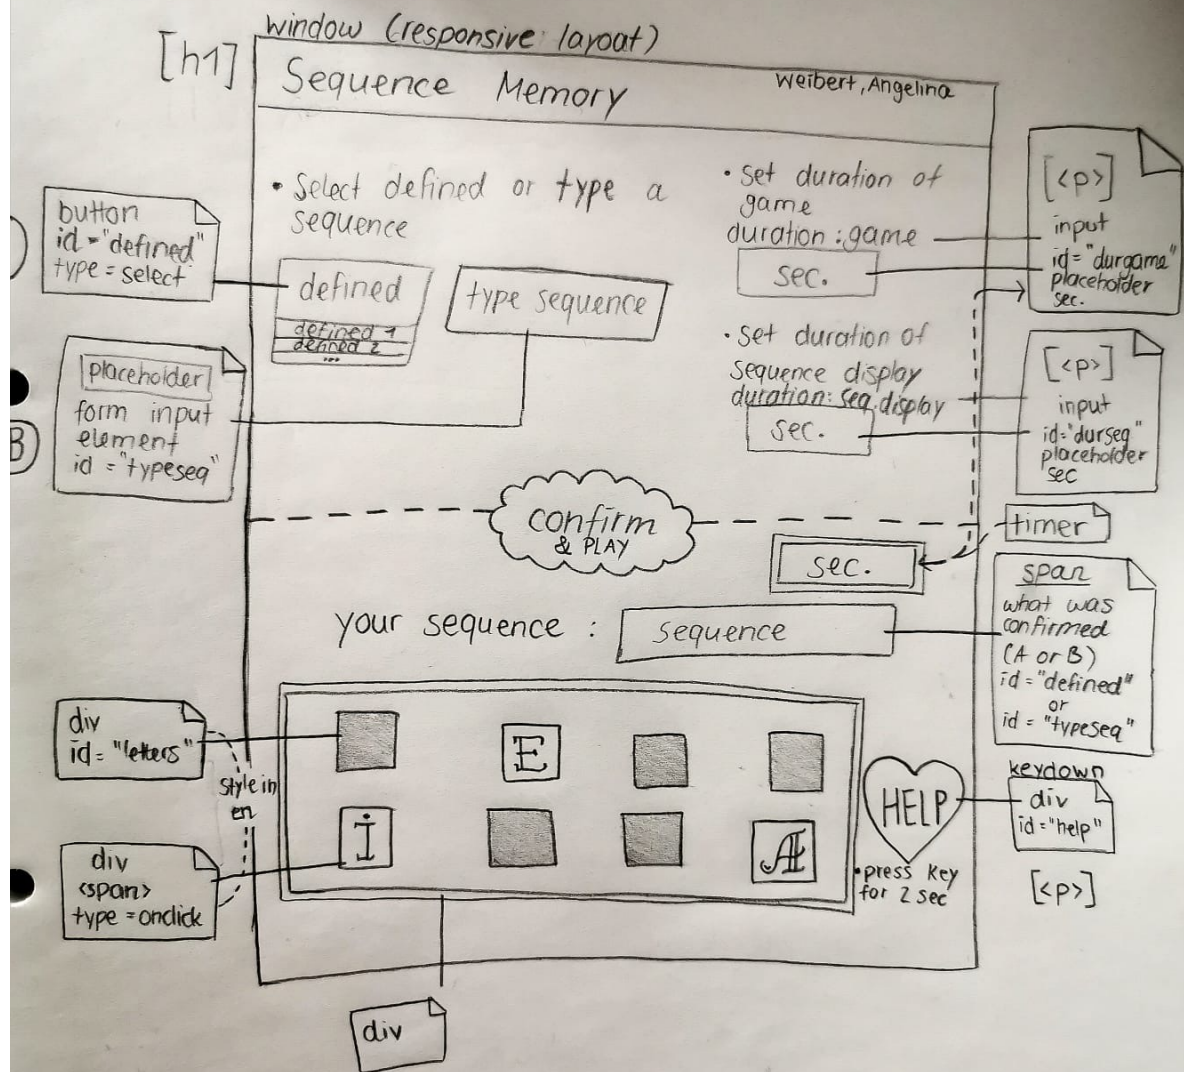 window (responsive layout)
[h1]
Sequence Memory
Weibert, Angelina
• Select defined or type a
sequence
defined
defined 1
defined 2
...
type sequence
• set duration of
game
duration : game
sec.
• set duration of
sequence display
duration: seq. display
sec.
button
id = "defined"
type = select
placeholder
form input
element
id = "typeseq"
B
[<p>]
input
id = "durgame"
placeholder
sec.
[<p>]
input
id = "durseq"
placeholder
sec
confirm
& PLAY
timer
sec.
your sequence :
sequence
span
what was
confirmed
(A or B)
id = "defined"
or
id = "typeseq"
div
id = "letters"
Style in
en
div
<span>
type = onclick
E
i
A
HELP
• press key
for 2 sec
keydown
div
id = "help"
[<p>]
div